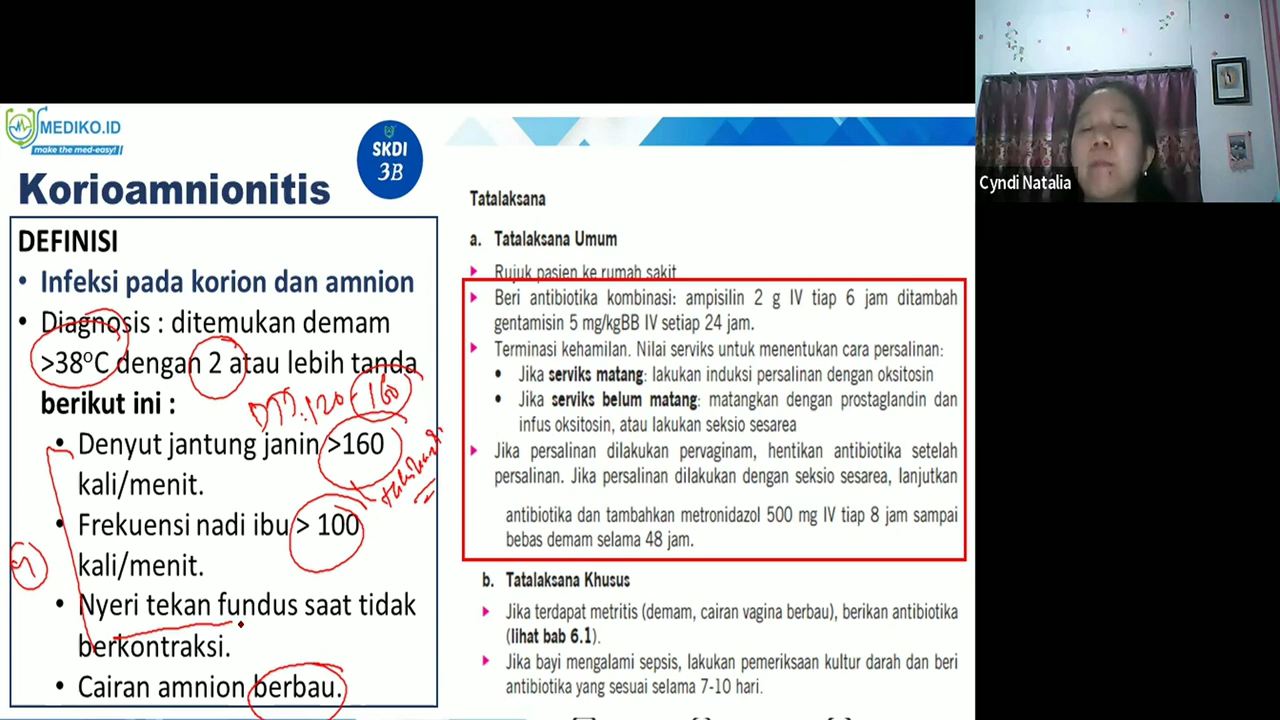 MEDIKO.ID
make the med-easy!
SKDI
3B
Korioamnionitis
DEFINISI
• Infeksi pada korion dan amnion
• Diagnosis : ditemukan demam
>38°C dengan 2 atau lebih tanda
berikut ini :
DJJ : 120 - 160
• Denyut jantung janin >160
kali/menit.
• Frekuensi nadi ibu > 100
kali/menit.
• Nyeri tekan fundus saat tidak
berkontraksi.
• Cairan amnion berbau.
Tatalaksana
a. Tatalaksana Umum
Rujuk pasien ke rumah sakit
Beri antibiotika kombinasi: ampisilin 2 g IV tiap 6 jam ditambah
gentamisin 5 mg/kgBB IV setiap 24 jam.
Terminasi kehamilan. Nilai serviks untuk menentukan cara persalinan:
• Jika serviks matang: lakukan induksi persalinan dengan oksitosin
• Jika serviks belum matang: matangkan dengan prostaglandin dan
infus oksitosin, atau lakukan seksio sesarea
Jika persalinan dilakukan pervaginam, hentikan antibiotika setelah
persalinan. Jika persalinan dilakukan dengan seksio sesarea, lanjutkan
antibiotika dan tambahkan metronidazol 500 mg IV tiap 8 jam sampai
bebas demam selama 48 jam.
b. Tatalaksana Khusus
Jika terdapat metritis (demam, cairan vagina berbau), berikan antibiotika
(lihat bab 6.1).
Jika bayi mengalami sepsis, lakukan pemeriksaan kultur darah dan beri
antibiotika yang sesuai selama 7-10 hari.
Cyndi Natalia